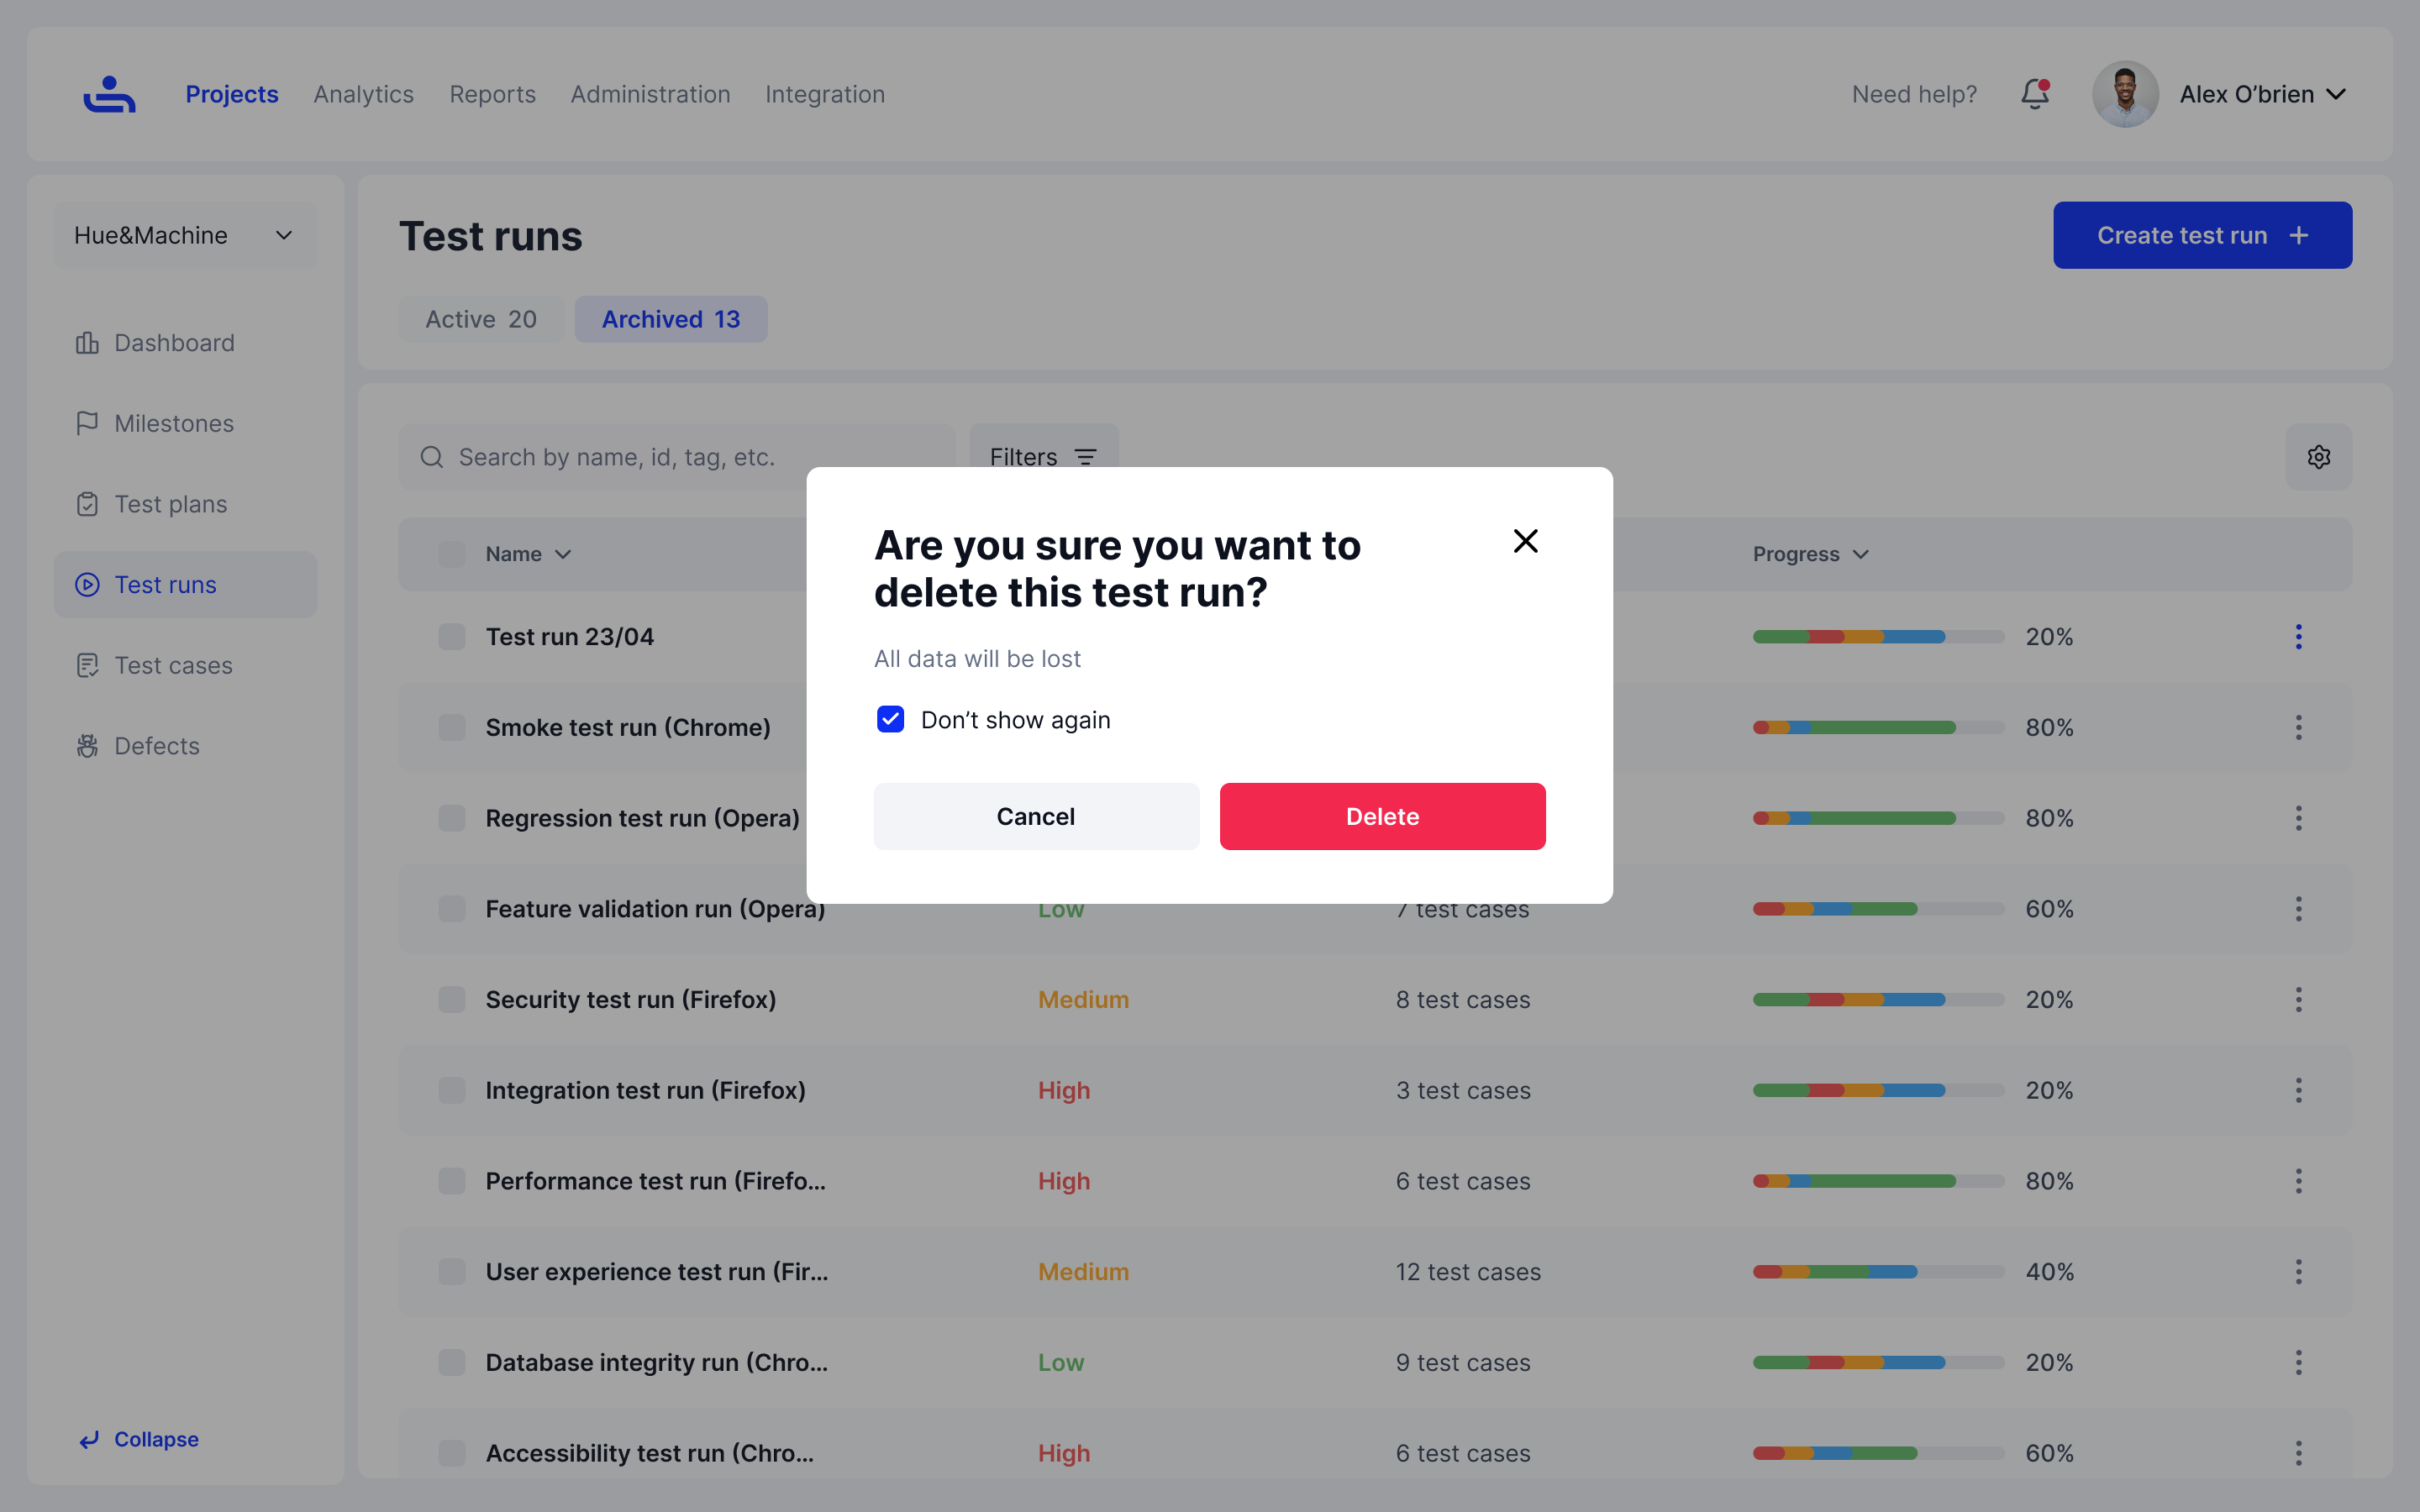 Projects Analytics Reports Administration Integration Need help? Alex O’brien
Hue&Machine
Dashboard
Milestones
Test plans
Test runs
Test cases
Defects
Collapse
Test runs
Create test run +
Active 20 Archived 13
Search by name, id, tag, etc. Filters
Name Progress
Test run 23/04 20%
Smoke test run (Chrome) 80%
Regression test run (Opera) 80%
Feature validation run (Opera) Low 7 test cases 60%
Security test run (Firefox) Medium 8 test cases 20%
Integration test run (Firefox) High 3 test cases 20%
Performance test run (Firefo... High 6 test cases 80%
User experience test run (Fir... Medium 12 test cases 40%
Database integrity run (Chro... Low 9 test cases 20%
Accessibility test run (Chro... High 6 test cases 60%
Are you sure you want to
delete this test run?
All data will be lost
Don’t show again
Cancel Delete